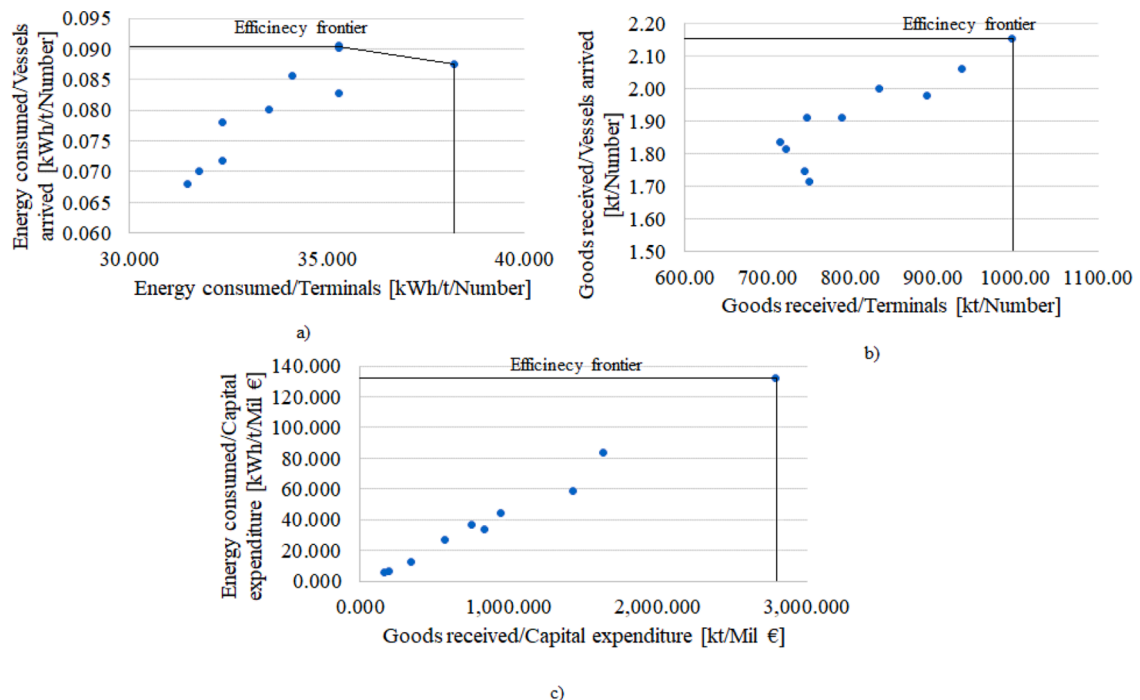 Energy consumed/Vessels
arrived [kWh/t/Number]
0.095
0.090
0.085
0.080
0.075
0.070
0.065
0.060
Efficinecy frontier
30.000 35.000 40.000
Energy consumed/Terminals [kWh/t/Number]
a)
Goods received/Vessels arrived
[kt/Number]
2.20
2.10
2.00
1.90
1.80
1.70
1.60
1.50
Efficinecy frontier
600.00 700.00 800.00 900.00 1000.00 1100.00
Goods received/Terminals [kt/Number]
b)
Energy consumed/Capital
expenditure [kWh/t/Mil €]
140.000
120.000
100.000
80.000
60.000
40.000
20.000
0.000
Efficinecy frontier
0.000 1,000.000 2,000.000 3,000.000
Goods received/Capital expenditure [kt/Mil €]
c)